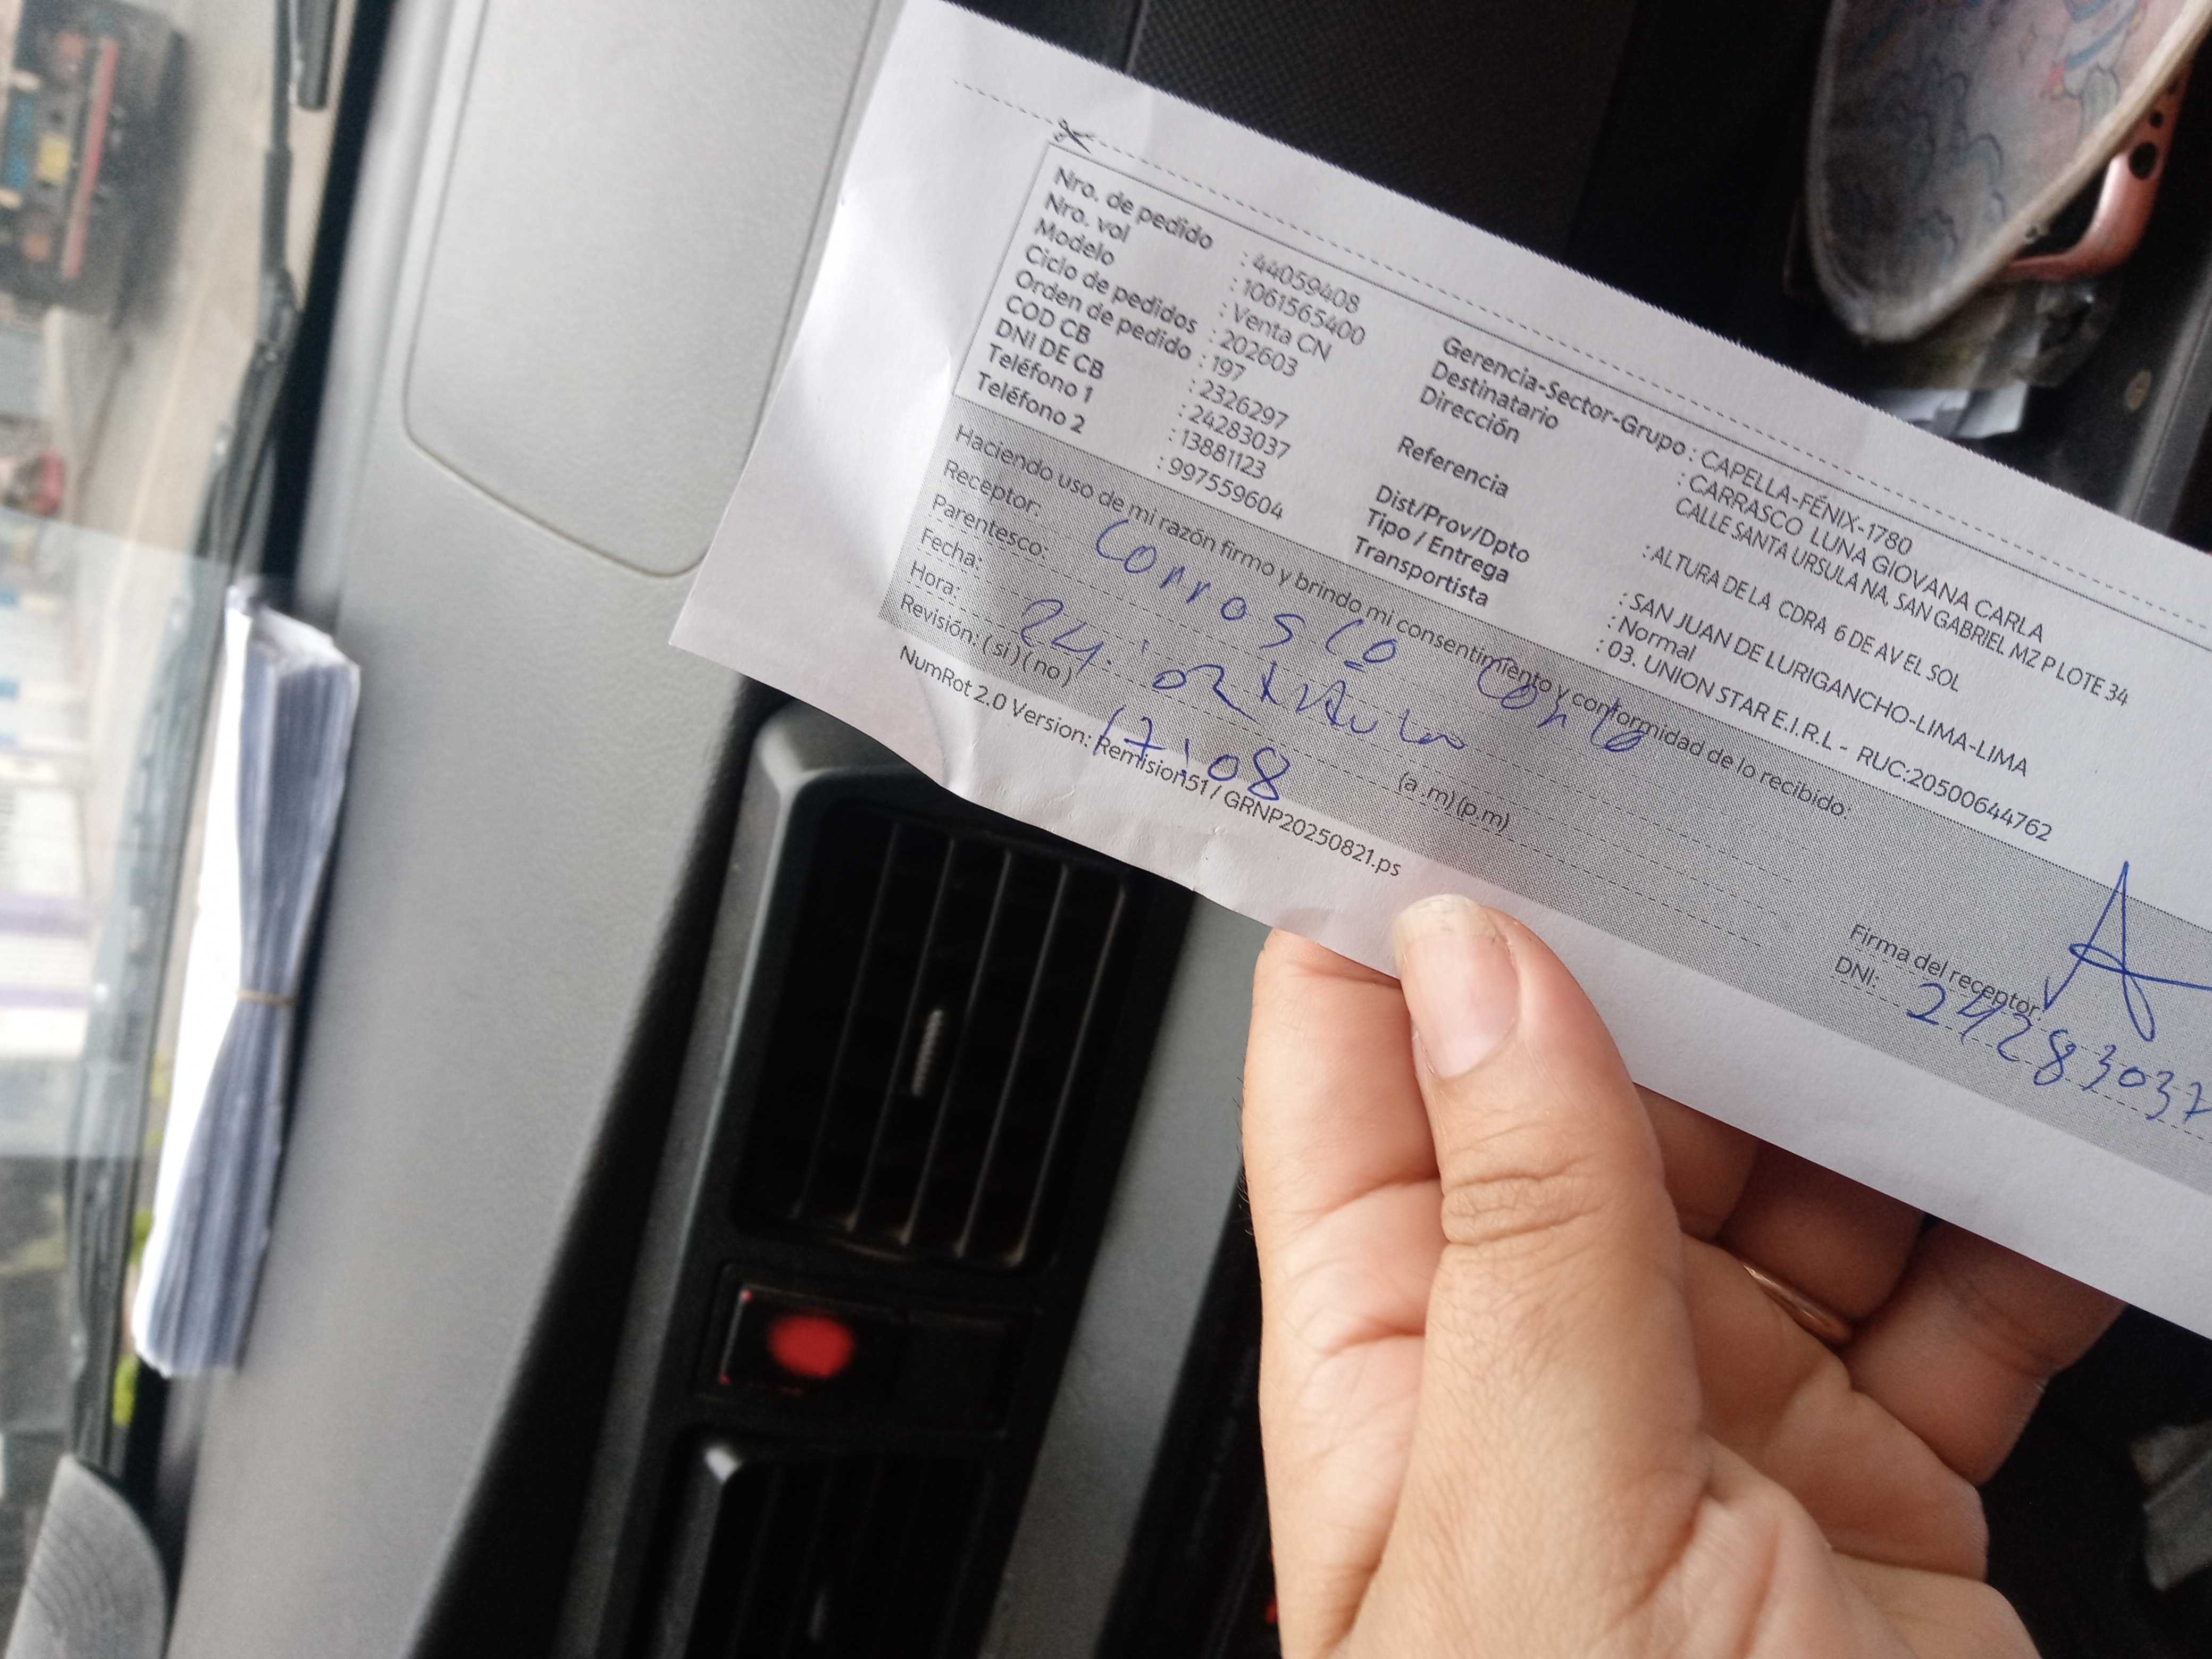 Nro. de pedido : 44059408
Nro. vol : 1061565400
Modelo : Venta CN
Ciclo de pedidos : 202603
Orden de pedido : 197
COD CB : 2326297
DNI DE CB : 24283037
Teléfono 1 : 13881123
Teléfono 2 : 997559604
Gerencia-Sector-Grupo : CAPELLA-FÉNIX-1780
Destinatario : CARRASCO LUNA GIOVANA CARLA
Dirección CALLE SANTA URSULA NA, SAN GABRIEL MZ P LOTE 34
Referencia : ALTURA DE LA CDRA 6 DE AV EL SOL
Dist/Prov/Dpto : SAN JUAN DE LURIGANCHO-LIMA-LIMA
Tipo / Entrega : Normal
Transportista : 03. UNION STAR E.I.R.L - RUC:20500644762
Haciendo uso de mi razón firmo y brindo mi consentimiento y conformidad de lo recibido:
Receptor: Corrosco
Parentesco:
Fecha: 24
Hora: 17:08 (a.m)(p.m)
Revisión: (si)(no)
Firma del receptor:
DNI: 24283037
NumRot 2.0 Version: Remision51 / GRNP20250821.ps